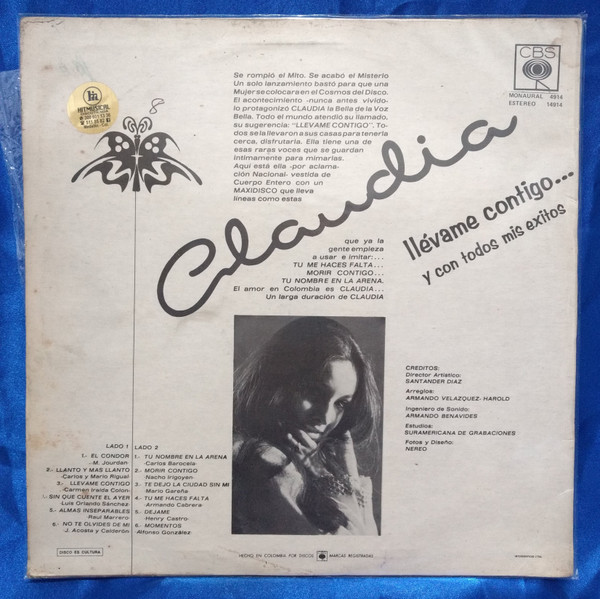 CBS
MONAURAL 4914
ESTEREO 14914
HITMUSICAL
8
Se rompló el Mito. Se acabó el Misterio
Un solo lanzamiento bastó para que una
Mujer se colocara en el Cosmos del Disco.
El acontecimiento -nunca antes vivido-
lo protagonizó CLAUDIA la Bella de la Voz
Bella. Todo el mundo atendió su llamado,
su sugerencia: "LLEVAME CONTIGO". To-
dos se la llevaron a sus casas para tenerla
cerca, disfrutarla. Ella tiene una de
esas raras voces que se guardan
íntimamente para mimarlas.
Aquí está ella -por aclama-
ción Nacional- vestida de
Cuerpo Entero con un
MAXIDISCO que lleva
líneas como estas
Claudia
llévame contigo...
y con todos mis exitos
que ya la
gente empieza
a usar e imitar:...
TU ME HACES FALTA...
MORIR CONTIGO...
TU NOMBRE EN LA ARENA.
El amor en Colombia es CLAUDIA...
Un larga duración de CLAUDIA
CREDITOS:
Director Artístico:
SANTANDER DIAZ
Arreglos:
ARMANDO VELAZQUEZ- HAROLD
Ingeniero de Sonido:
ARMANDO BENAVIDES
Estudios:
SURAMERICANA DE GRABACIONES
Fotos y Diseño:
NEREO
LADO 1
1.- EL CONDOR
-M. Jourdan-
2.- LLANTO Y MAS LLANTO
-Carlos y Mario Rigual
3.- LLEVAME CONTIGO
-Carmen Iraida Colon-
SIN QUE CUENTE EL AYER
-Luis Orlando Sánchez-
5.- ALMAS INSEPARABLES
Raul Marrero-
6.- NO TE OLVIDES DE MI
-J. Acosta y Calderón
LADO 2
1.- TU NOMBRE EN LA ARENA
-Carlos Barocela-
2.- MORIR CONTIGO
Nacho Irigoyen
3.- TE DEJO LA CIUDAD SIN MI
Mario Gareña
4.- TU ME HACES FALTA
-Armando Cabrera
5.- DEJAME
-Henry Castro-
6.- MOMENTOS
-Alfonso González
DISCO ES CULTURA
HECHO EN COLOMBIA POR DISCOS MARCAS REGISTRADAS